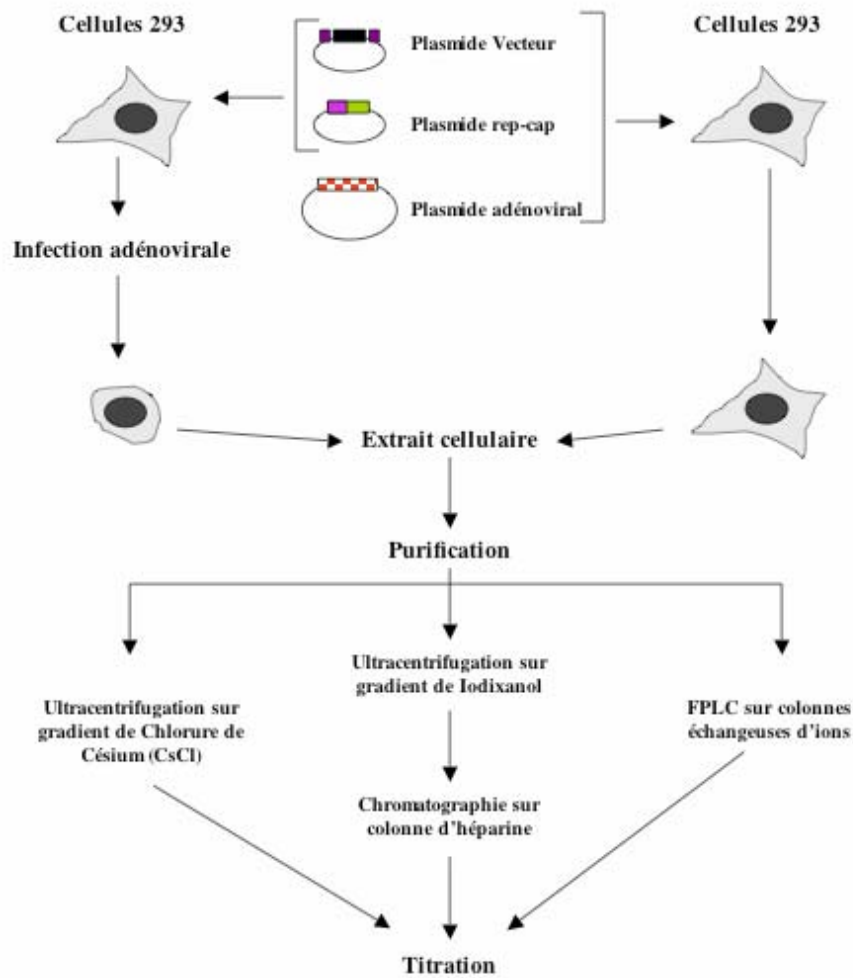 Cellules 293
Cellules 293
Plasmide Vecteur
Plasmide rep-cap
Plasmide adénoviral
Infection adénovirale
Extrait cellulaire
Purification
Ultracentrifugation sur
gradient de Chlorure de
Césium (CsCl)
Ultracentrifugation sur
gradient de Iodixanol
Chromatographie sur
colonne d'héparine
FPLC sur colonnes
échangeuses d'ions
Titration